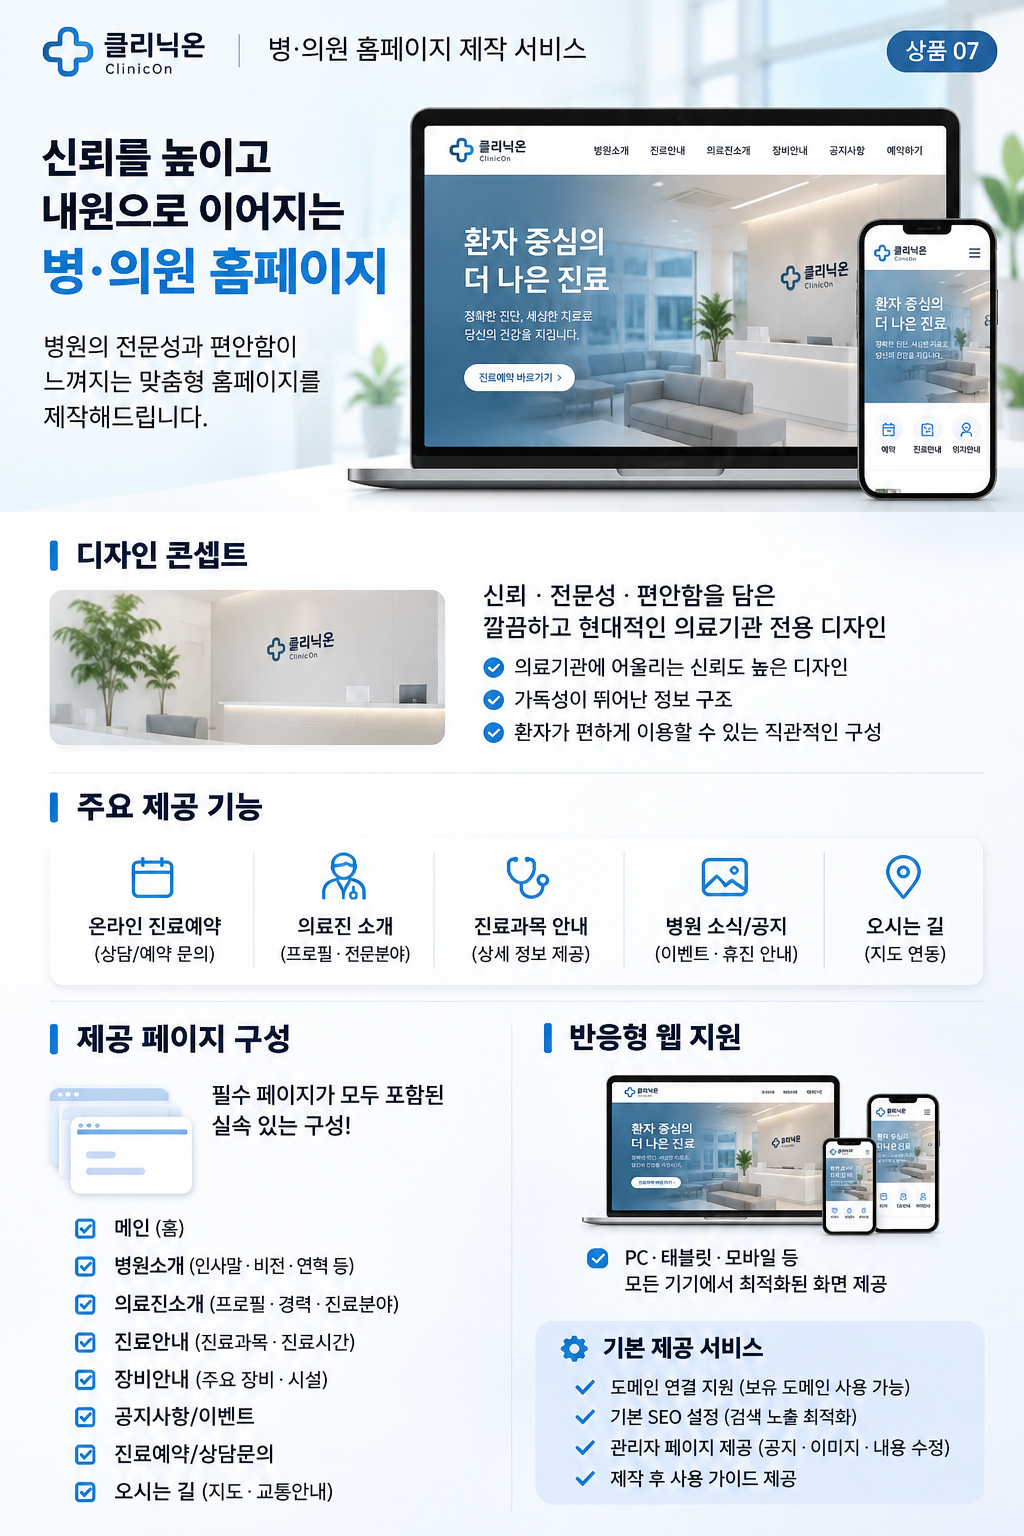 클리닉온
ClinicOn
병·의원 홈페이지 제작 서비스
상품 07
신뢰를 높이고
내원으로 이어지는
병·의원 홈페이지
병원의 전문성과 편안함이
느껴지는 맞춤형 홈페이지를
제작해드립니다.
클리닉온
ClinicOn
병원소개 진료안내 의료진소개 장비안내 공지사항 예약하기
환자 중심의
더 나은 진료
정확한 진단, 세심한 치료로
당신의 건강을 지킵니다.
진료예약 바로가기 >
클리닉온
ClinicOn
클리닉온
ClinicOn
환자 중심의
더 나은 진료
예약 진료안내 위치안내
디자인 콘셉트
클리닉온
ClinicOn
신뢰 · 전문성 · 편안함을 담은
깔끔하고 현대적인 의료기관 전용 디자인
의료기관에 어울리는 신뢰도 높은 디자인
가독성이 뛰어난 정보 구조
환자가 편하게 이용할 수 있는 직관적인 구성
주요 제공 기능
온라인 진료예약
(상담/예약 문의)
의료진 소개
(프로필 · 전문분야)
진료과목 안내
(상세 정보 제공)
병원 소식/공지
(이벤트 · 휴진 안내)
오시는 길
(지도 연동)
제공 페이지 구성
필수 페이지가 모두 포함된
실속 있는 구성!
메인 (홈)
병원소개 (인사말 · 비전 · 연혁 등)
의료진소개 (프로필 · 경력 · 진료분야)
진료안내 (진료과목 · 진료시간)
장비안내 (주요 장비 · 시설)
공지사항/이벤트
진료예약/상담문의
오시는 길 (지도 · 교통안내)
반응형 웹 지원
환자 중심의
더 나은 진료
PC · 태블릿 · 모바일 등
모든 기기에서 최적화된 화면 제공
기본 제공 서비스
도메인 연결 지원 (보유 도메인 사용 가능)
기본 SEO 설정 (검색 노출 최적화)
관리자 페이지 제공 (공지 · 이미지 · 내용 수정)
제작 후 사용 가이드 제공